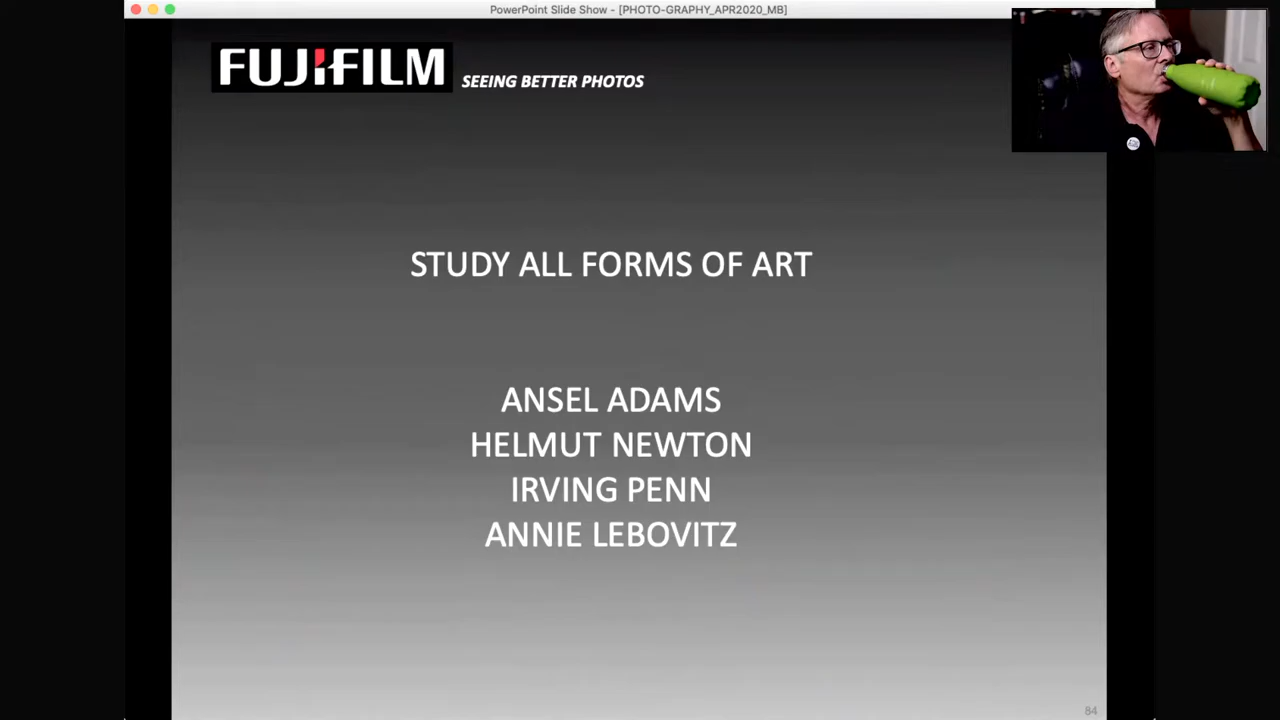 PowerPoint Slide Show - [PHOTO-GRAPHY_APR2020_MB]
FUJIFILM SEEING BETTER PHOTOS
STUDY ALL FORMS OF ART
ANSEL ADAMS
HELMUT NEWTON
IRVING PENN
ANNIE LEBOVITZ
84